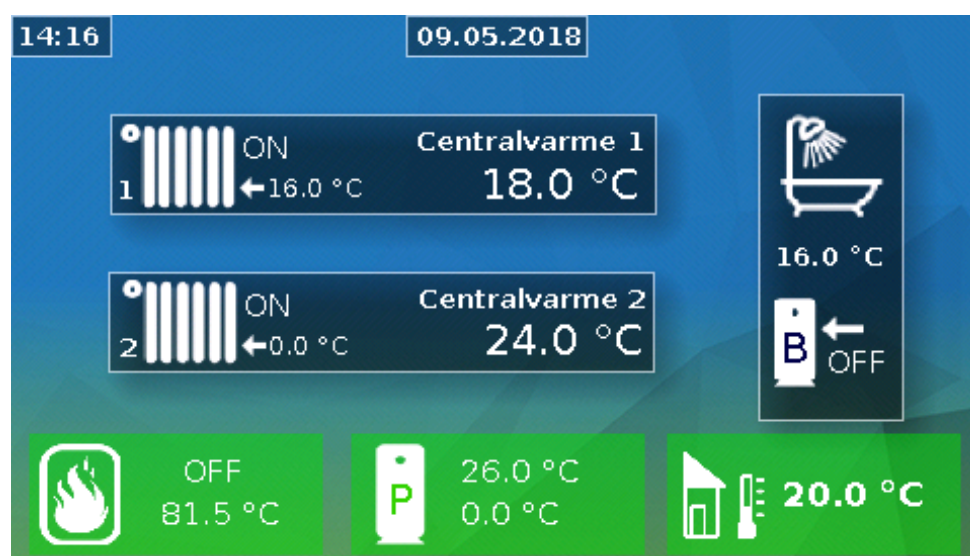 14:16
09.05.2018
ON
Centralvarme 1
1
16.0 °C
18.0 °C
ON
Centralvarme 2
2
0.0 °C
24.0 °C
16.0 °C
B
OFF
OFF
81.5 °C
P
26.0 °C
0.0 °C
20.0 °C